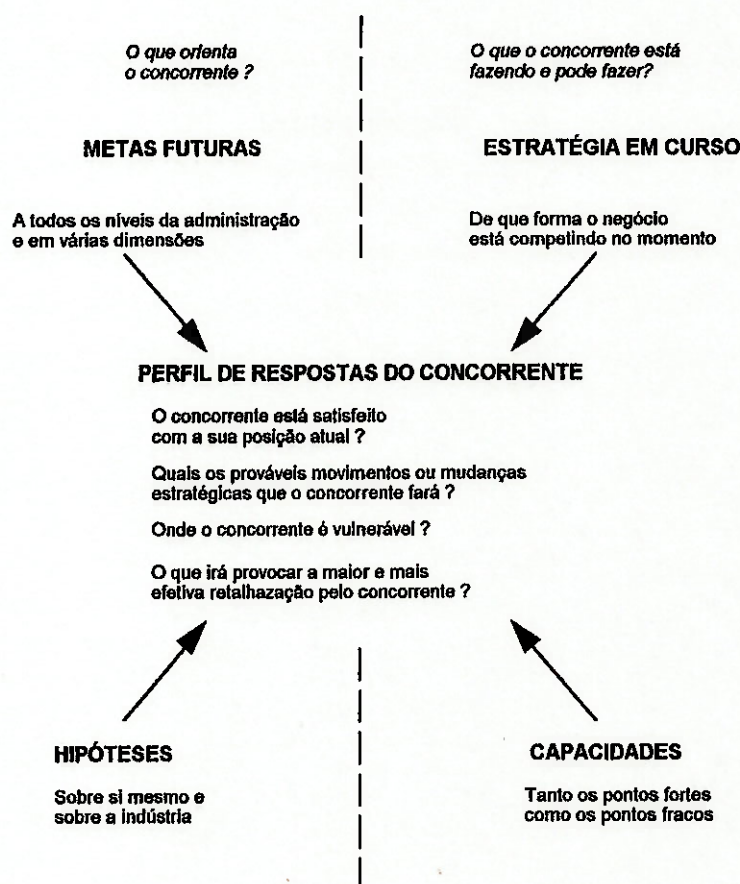 O que orienta
o concorrente ?
O que o concorrente está
fazendo e pode fazer?
METAS FUTURAS
ESTRATÉGIA EM CURSO
A todos os níveis da administração
e em várias dimensões
De que forma o negócio
está competindo no momento
PERFIL DE RESPOSTAS DO CONCORRENTE
O concorrente está satisfeito
com a sua posição atual ?
Quais os prováveis movimentos ou mudanças
estratégicas que o concorrente fará ?
Onde o concorrente é vulnerável ?
O que irá provocar a maior e mais
efetiva retalhazação pelo concorrente ?
HIPÓTESES
CAPACIDADES
Sobre si mesmo e
sobre a indústria
Tanto os pontos fortes
como os pontos fracos